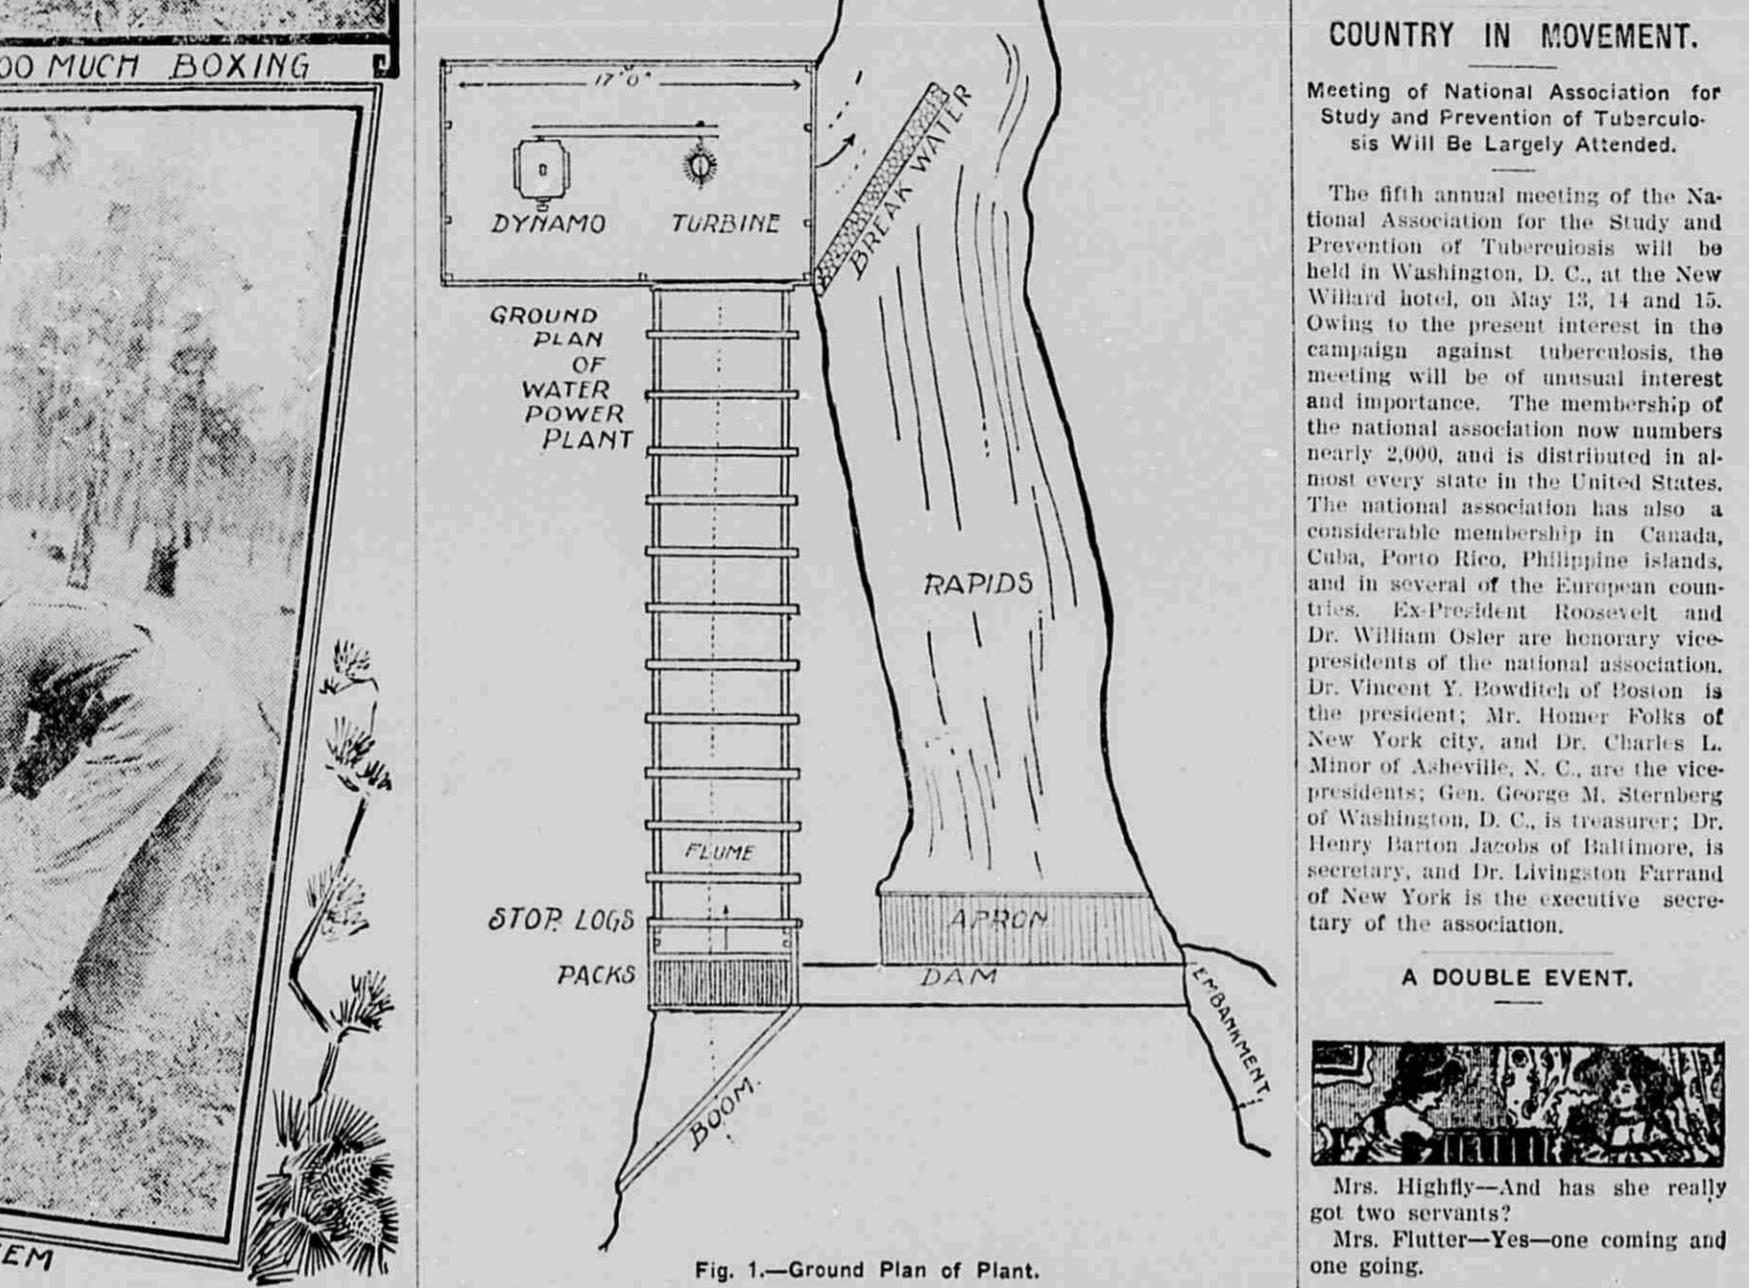 OO MUCH BOXING
EM
17'0"
DYNAMO
TURBINE
BREAK WATER
GROUND
PLAN
OF
WATER
POWER
PLANT
RAPIDS
FLUME
STOP. LOGS
APRON
PACKS
DAM
EMBANKMENT.
BOOM.
Fig. 1.—Ground Plan of Plant.
COUNTRY IN MOVEMENT.
Meeting of National Association for
Study and Prevention of Tuberculo-
sis Will Be Largely Attended.
The fifth annual meeting of the Na-
tional Association for the Study and
Prevention of Tuberculosis will be
held in Washington, D. C., at the New
Willard hotel, on May 13, 14 and 15.
Owing to the present interest in the
campaign against tuberculosis, the
meeting will be of unusual interest
and importance. The membership of
the national association now numbers
nearly 2,000, and is distributed in al-
most every state in the United States.
The national association has also a
considerable membership in Canada,
Cuba, Porto Rico, Philippine islands,
and in several of the European coun-
tries. Ex-President Roosevelt and
Dr. William Osler are honorary vice-
presidents of the national association.
Dr. Vincent Y. Bowditch of Boston is
the president; Mr. Homer Folks of
New York city, and Dr. Charles L.
Minor of Asheville, N. C., are the vice-
presidents; Gen. George M. Sternberg
of Washington, D. C., is treasurer; Dr.
Henry Barton Jacobs of Baltimore, is
secretary, and Dr. Livingston Farrand
of New York is the executive secre-
tary of the association.
A DOUBLE EVENT.
Mrs. Highfly—And has she really
got two servants?
Mrs. Flutter—Yes—one coming and
one going.